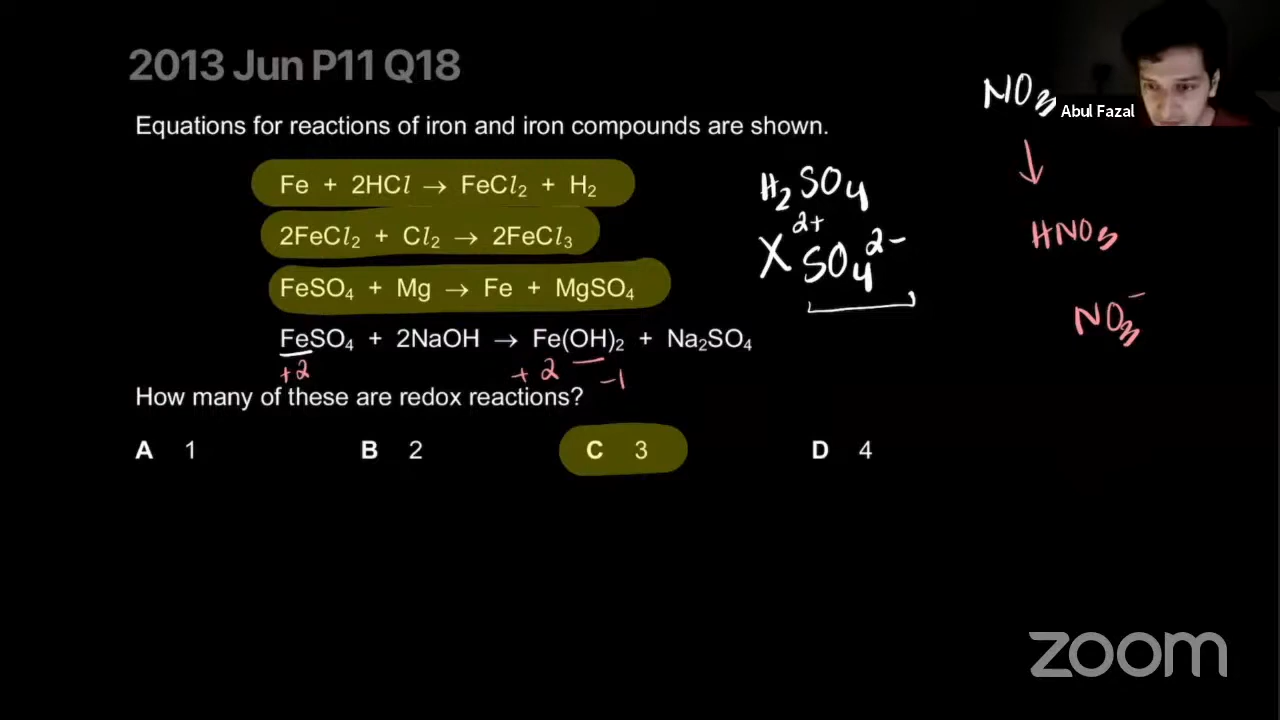 2013 Jun P11 Q18
NO3
Abul Fazal
Equations for reactions of iron and iron compounds are shown.
Fe + 2HCl → FeCl₂ + H₂
H₂SO4
HNO3
2FeCl₂ + Cl₂ → 2FeCl₃
X²⁺ SO4²⁻
FeSO₄ + Mg → Fe + MgSO₄
NO3⁻
FeSO₄ + 2NaOH → Fe(OH)₂ + Na₂SO₄
+2 +2 -1
How many of these are redox reactions?
A 1 B 2 C 3 D 4
zoom